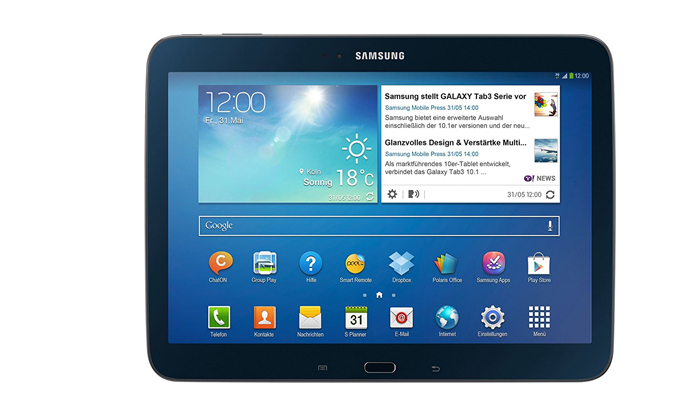 SAMSUNG
12:00
12:00
Fr., 31. Mai
Köln
Sonnig 18°C
31/05 12:00
Samsung stellt GALAXY Tab3 Serie vor
Samsung Mobile Press 31/05 14:00
Samsung bietet eine erweiterte Auswahl
einschließlich der 10.1er versionen und der neu...
Glanzvolles Design & Verstärkte Multi...
Samsung Mobile Press 31/05 14:00
Als marktführendes 10er-Tablet entwickelt,
verbindet das Galaxy Tab3 10.1 ...
Y! NEWS
31/05 12:00
Google
ChatON Group Play Hilfe Smart Remote Dropbox Polaris Office Samsung Apps Play Store
31
Telefon Kontakte Nachrichten S Planner E-Mail Internet Einstellungen Menü